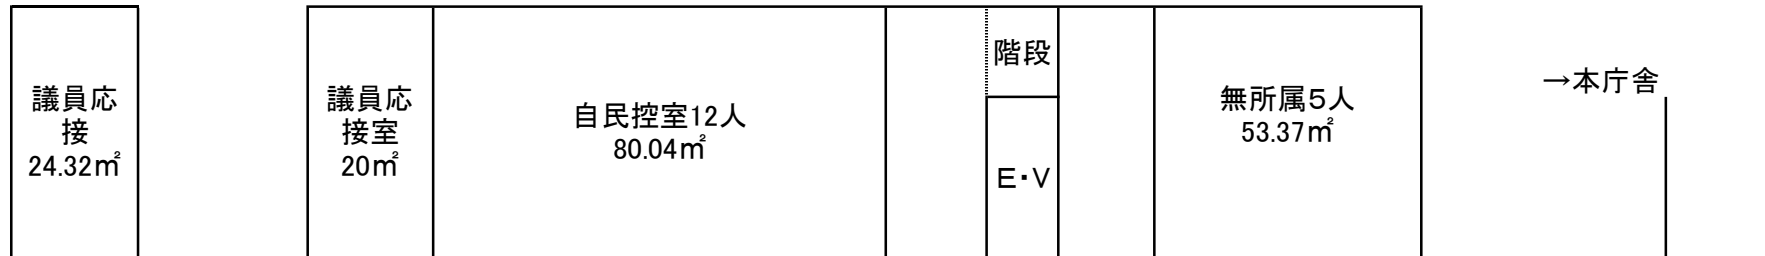 議員応
接
24.32㎡
議員応
接室
20㎡
自民控室12人
80.04㎡
階段
E・V
無所属5人
53.37㎡
→本庁舎